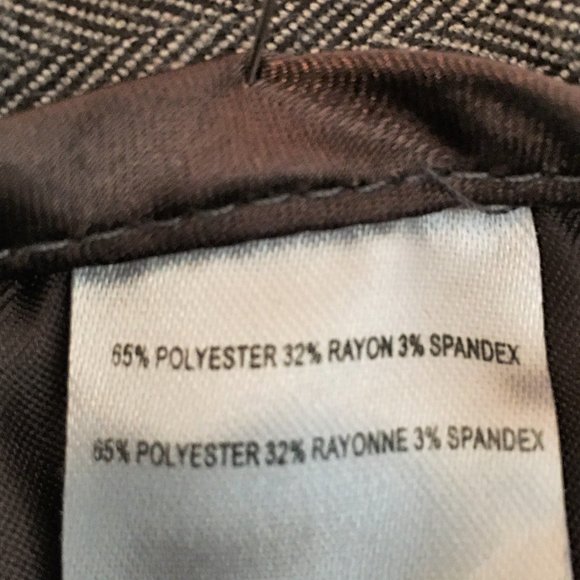 65% POLYESTER 32% RAYON 3% SPANDEX
65% POLYESTER 32% RAYONNE 3% SPANDEX